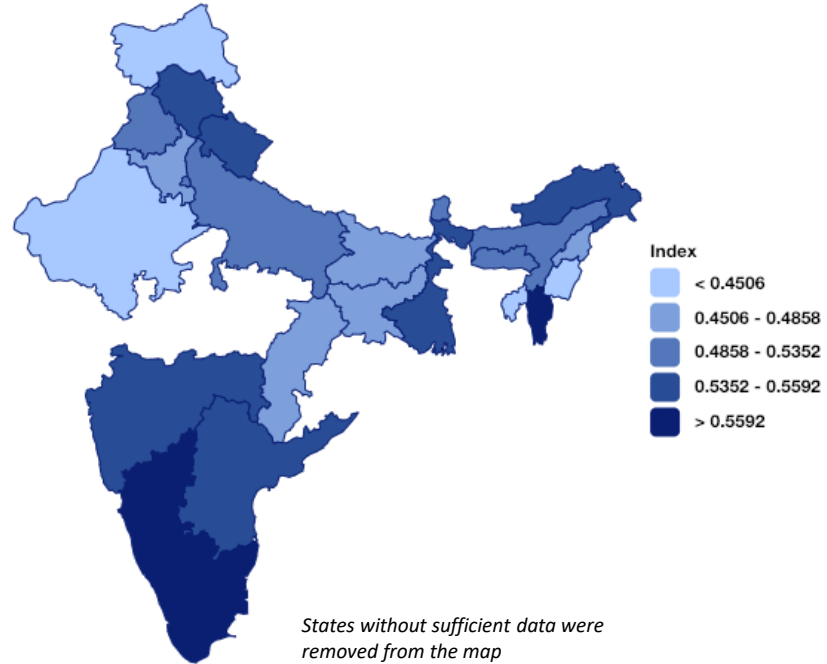 Index
< 0.4506
0.4506 - 0.4858
0.4858 - 0.5352
0.5352 - 0.5592
> 0.5592
States without sufficient data were
removed from the map